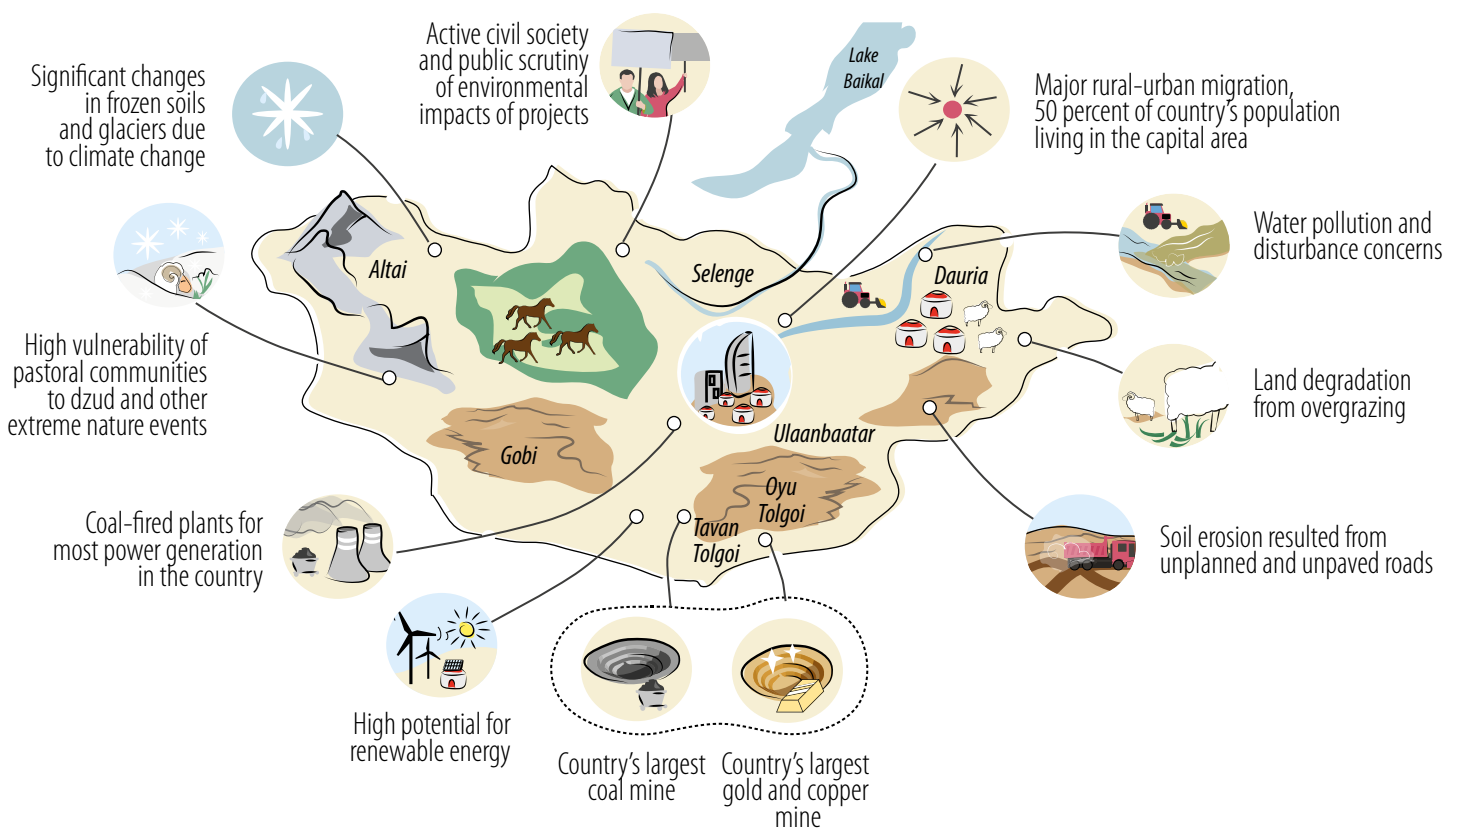 Significant changes
in frozen soils
and glaciers due
to climate change
Active civil society
and public scrutiny
of environmental
impacts of projects
Lake
Baikal
Major rural-urban migration,
50 percent of country's population
living in the capital area
Water pollution and
disturbance concerns
Altai
Selenge
Dauria
High vulnerability of
pastoral communities
to dzud and other
extreme nature events
Land degradation
from overgrazing
Gobi
Ulaanbaatar
Oyu
Tolgoi
Tavan
Tolgoi
Coal-fired plants for
most power generation
in the country
Soil erosion resulted from
unplanned and unpaved roads
High potential for
renewable energy
Country's largest
coal mine
Country's largest
gold and copper
mine